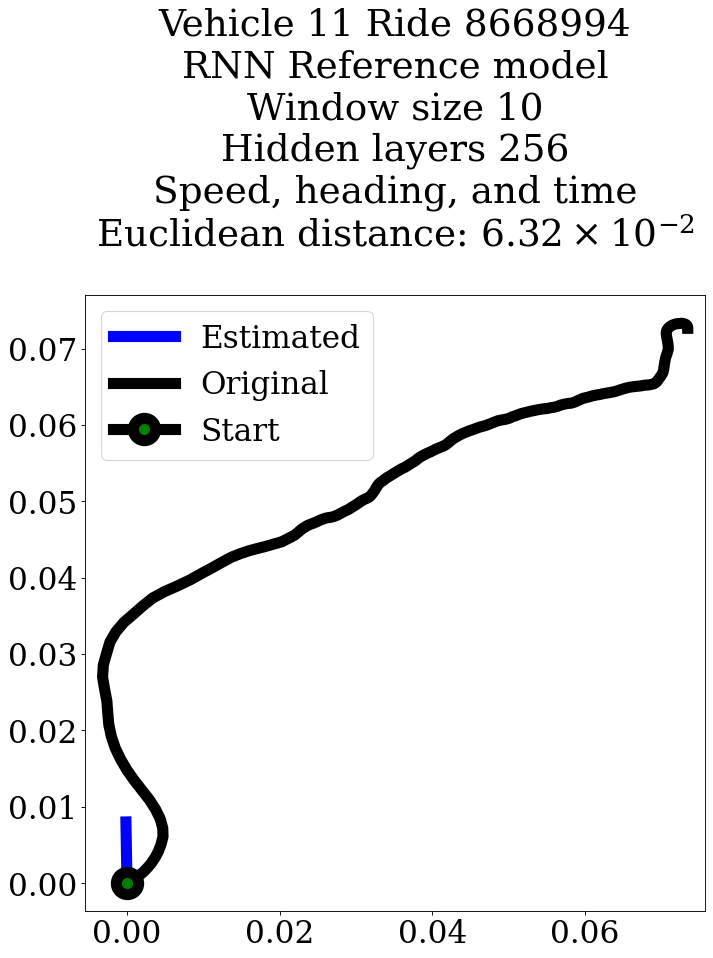 Vehicle 11 Ride 8668994
RNN Reference model
Window size 10
Hidden layers 256
Speed, heading, and time
Euclidean distance: 6.32 × 10⁻²
Estimated
Original
Start
0.07
0.06
0.05
0.04
0.03
0.02
0.01
0.00
0.00 0.02 0.04 0.06